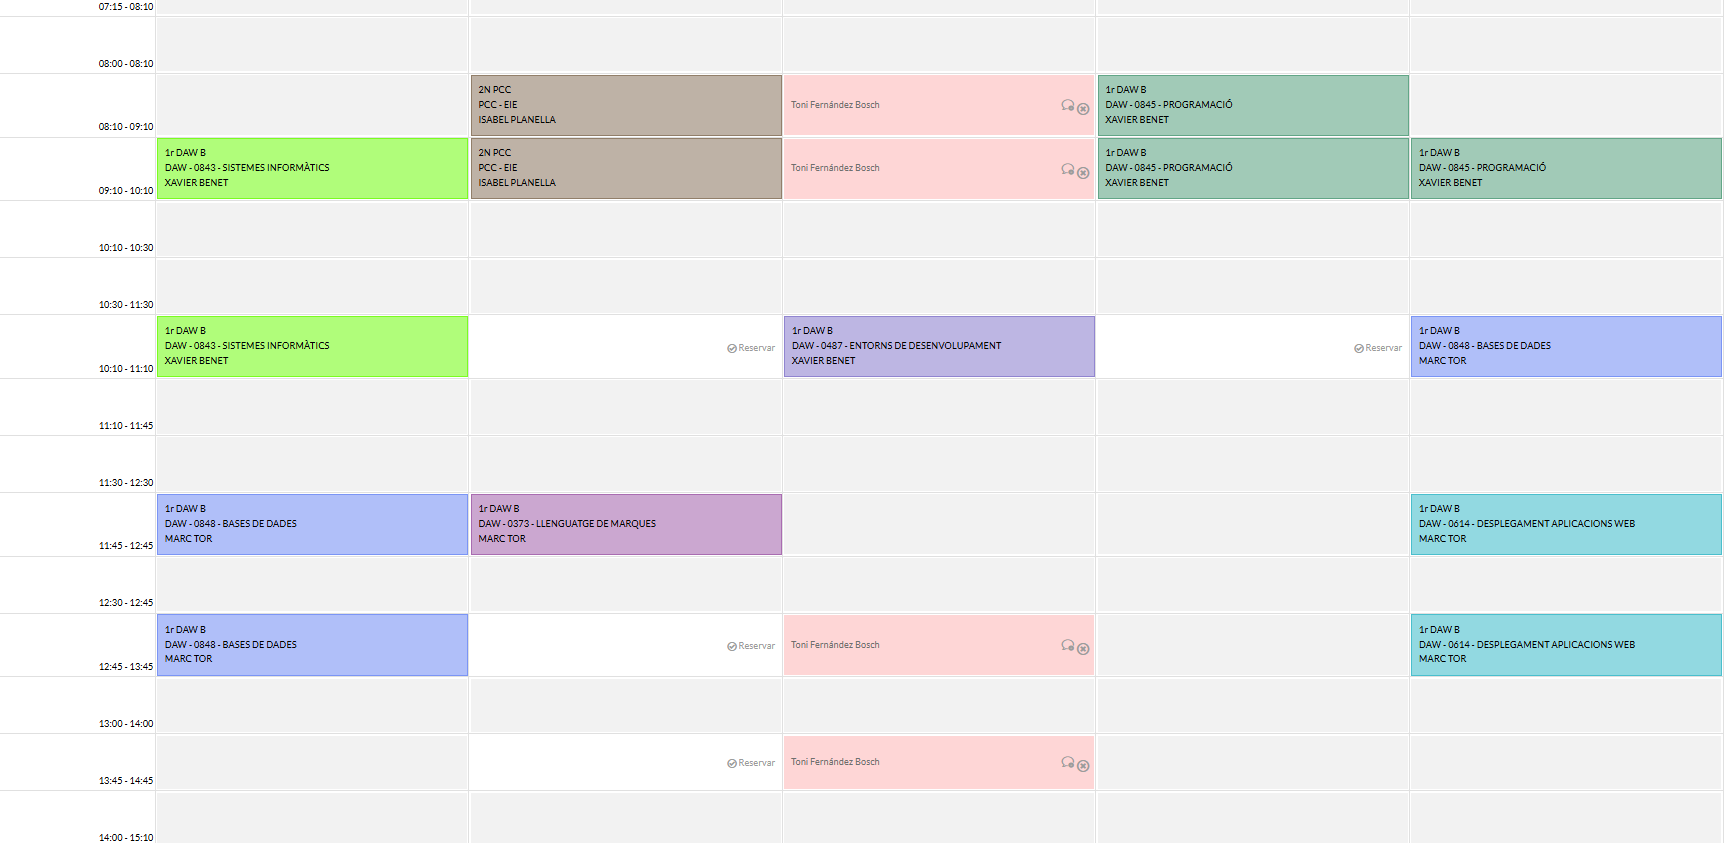 07:15 - 08:10
08:00 - 08:10
08:10 - 09:10
2N PCC
PCC - EIE
ISABEL PLANELLA
Toni Fernández Bosch
1r DAW B
DAW - 0845 - PROGRAMACIÓ
XAVIER BENET
09:10 - 10:10
1r DAW B
DAW - 0843 - SISTEMES INFORMÀTICS
XAVIER BENET
2N PCC
PCC - EIE
ISABEL PLANELLA
Toni Fernández Bosch
1r DAW B
DAW - 0845 - PROGRAMACIÓ
XAVIER BENET
1r DAW B
DAW - 0845 - PROGRAMACIÓ
XAVIER BENET
10:10 - 10:30
10:30 - 11:30
10:10 - 11:10
1r DAW B
DAW - 0843 - SISTEMES INFORMÀTICS
XAVIER BENET
Reservar
1r DAW B
DAW - 0487 - ENTORNS DE DESENVOLUPAMENT
XAVIER BENET
Reservar
1r DAW B
DAW - 0848 - BASES DE DADES
MARC TOR
11:10 - 11:45
11:30 - 12:30
11:45 - 12:45
1r DAW B
DAW - 0848 - BASES DE DADES
MARC TOR
1r DAW B
DAW - 0373 - LLENGUATGE DE MARQUES
MARC TOR
1r DAW B
DAW - 0614 - DESPLEGAMENT APLICACIONS WEB
MARC TOR
12:30 - 12:45
12:45 - 13:45
1r DAW B
DAW - 0848 - BASES DE DADES
MARC TOR
Reservar
Toni Fernández Bosch
1r DAW B
DAW - 0614 - DESPLEGAMENT APLICACIONS WEB
MARC TOR
13:00 - 14:00
13:45 - 14:45
Reservar
Toni Fernández Bosch
14:00 - 15:10